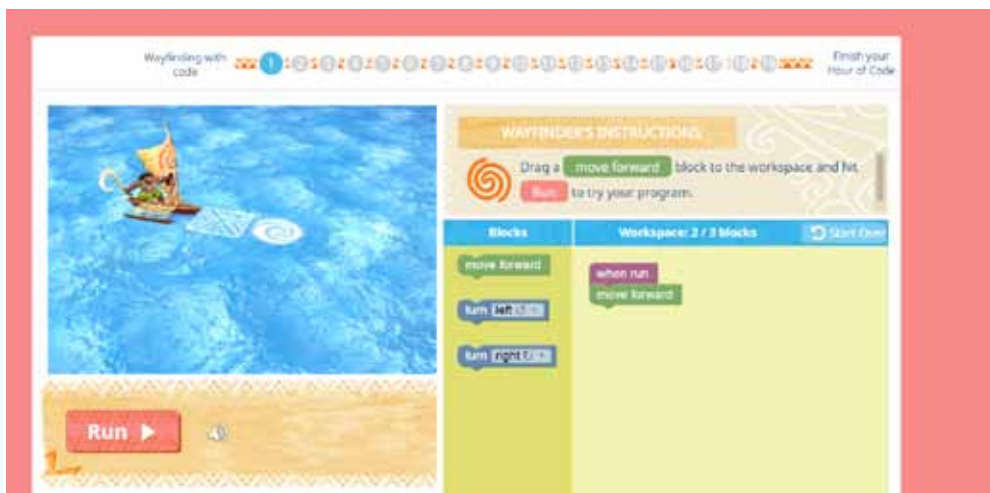 Wayfinding with
code
1
Finish your
Hour of Code
WAYFINDER'S INSTRUCTIONS
Drag a move forward block to the workspace and hit
Run to try your program.
Blocks
Workspace: 2 / 3 blocks
Start Over
move forward
turn left
turn right
when run
move forward
Run